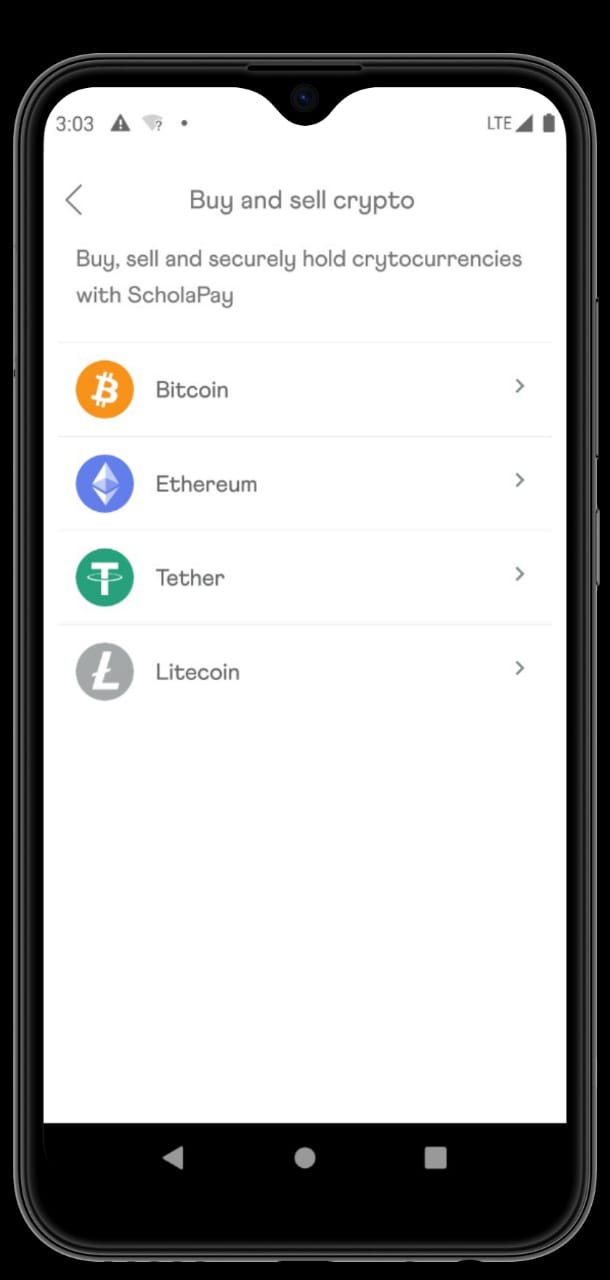 3:03 ? LTE
Buy and sell crypto
Buy, sell and securely hold crytocurrencies
with ScholaPay
Bitcoin
Ethereum
Tether
Litecoin